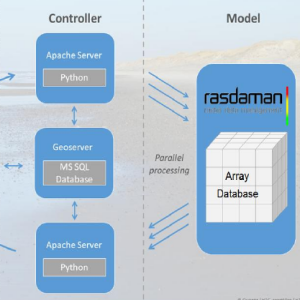 Controller
Model
Apache Server
Python
Geoserver
MS SQL
Database
Apache Server
Python
Parallel
processing
rasdaman
Array
Database